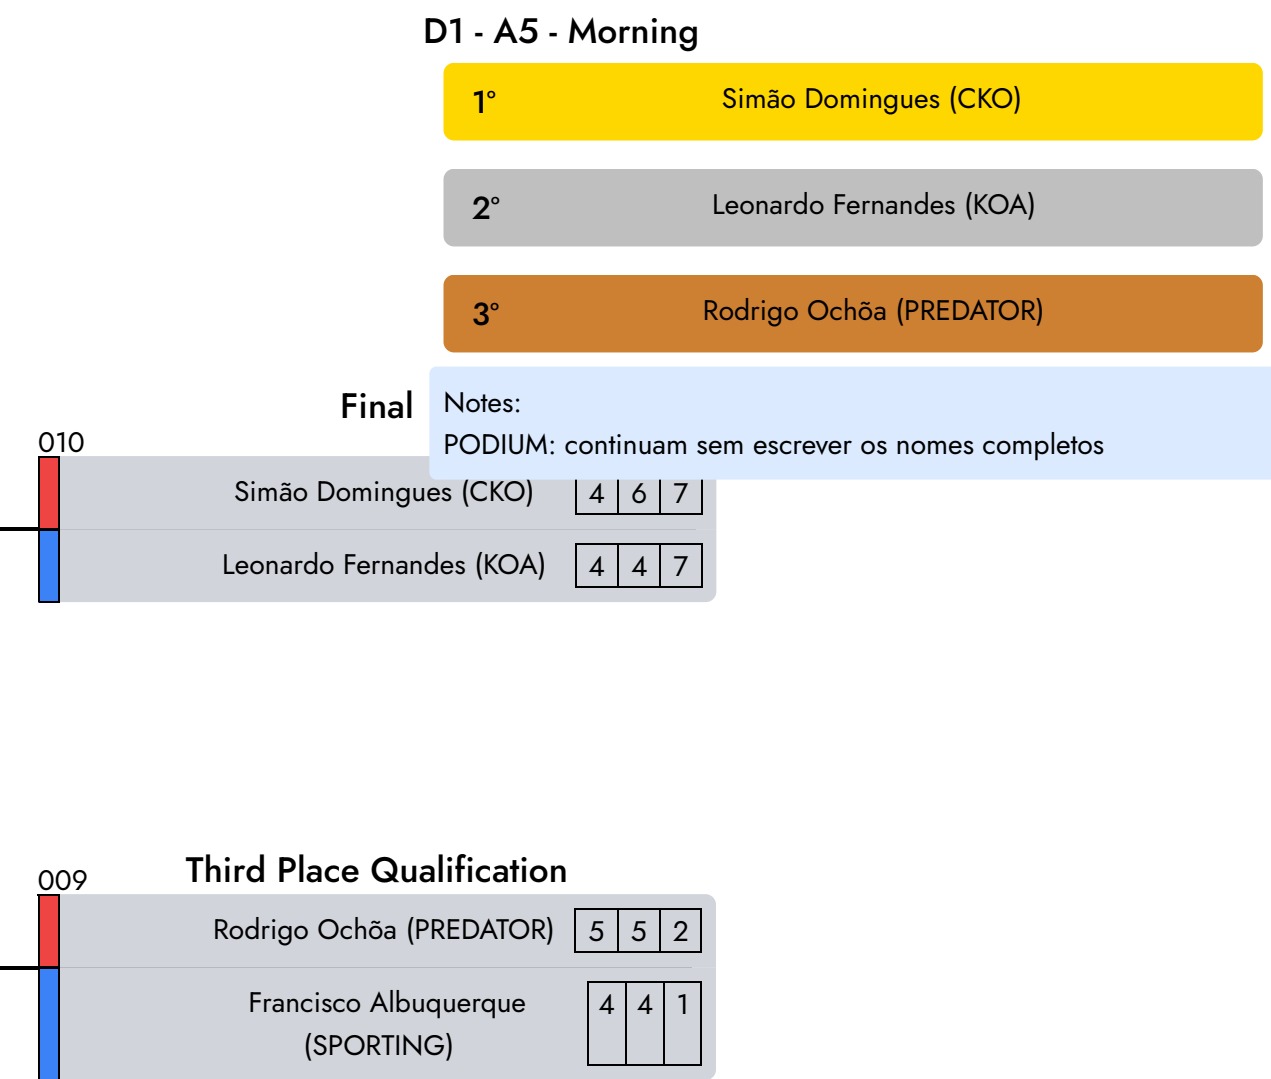 D1 - A5 - Morning
1° Simão Domingues (CKO)
2° Leonardo Fernandes (KOA)
3° Rodrigo Ochõa (PREDATOR)
Notes:
PODIUM: continuam sem escrever os nomes completos
Final
010
Simão Domingues (CKO) 4 6 7
Leonardo Fernandes (KOA) 4 4 7
Third Place Qualification
009
Rodrigo Ochõa (PREDATOR) 5 5 2
Francisco Albuquerque 4 4 1
(SPORTING)